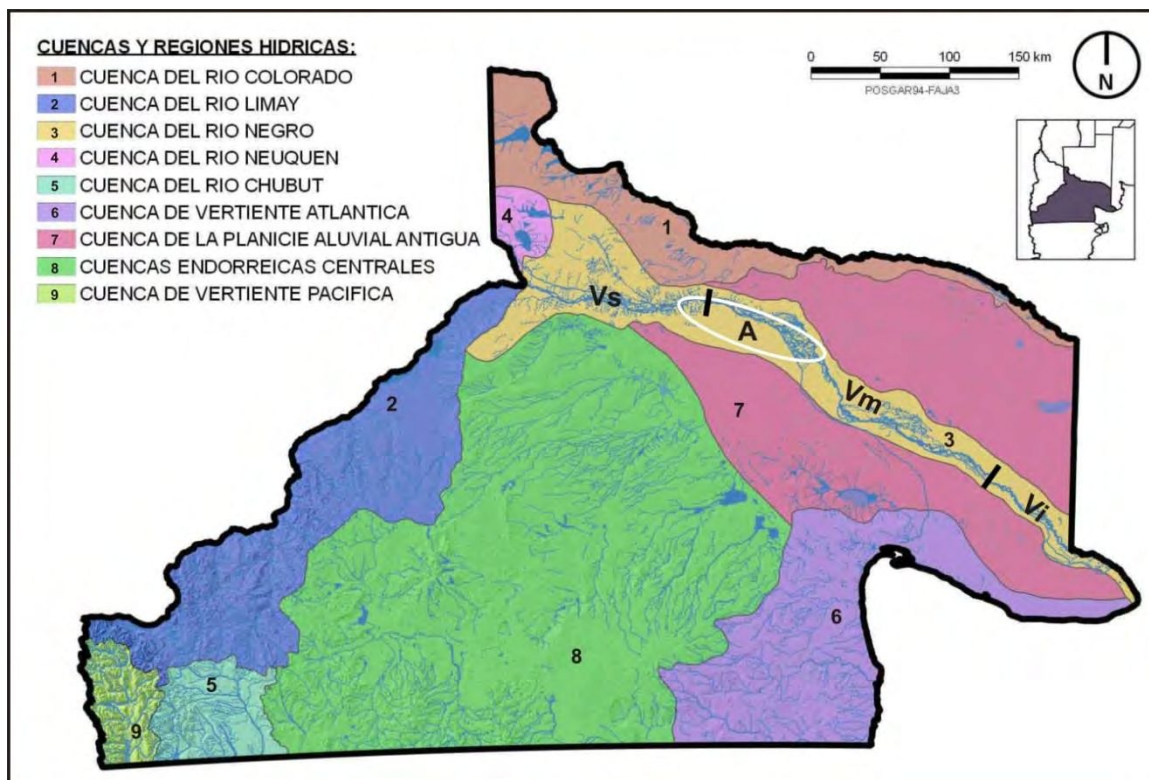 CUENCAS Y REGIONES HIDRICAS:
1 CUENCA DEL RIO COLORADO
2 CUENCA DEL RIO LIMAY
3 CUENCA DEL RIO NEGRO
4 CUENCA DEL RIO NEUQUEN
5 CUENCA DEL RIO CHUBUT
6 CUENCA DE VERTIENTE ATLANTICA
7 CUENCA DE LA PLANICIE ALUVIAL ANTIGUA
8 CUENCAS ENDORREICAS CENTRALES
9 CUENCA DE VERTIENTE PACIFICA
0 50 100 150 km
POSGAR94-FAJA3
N
4
1
Vs
A
2
7
Vm
3
Vi
6
8
5
9